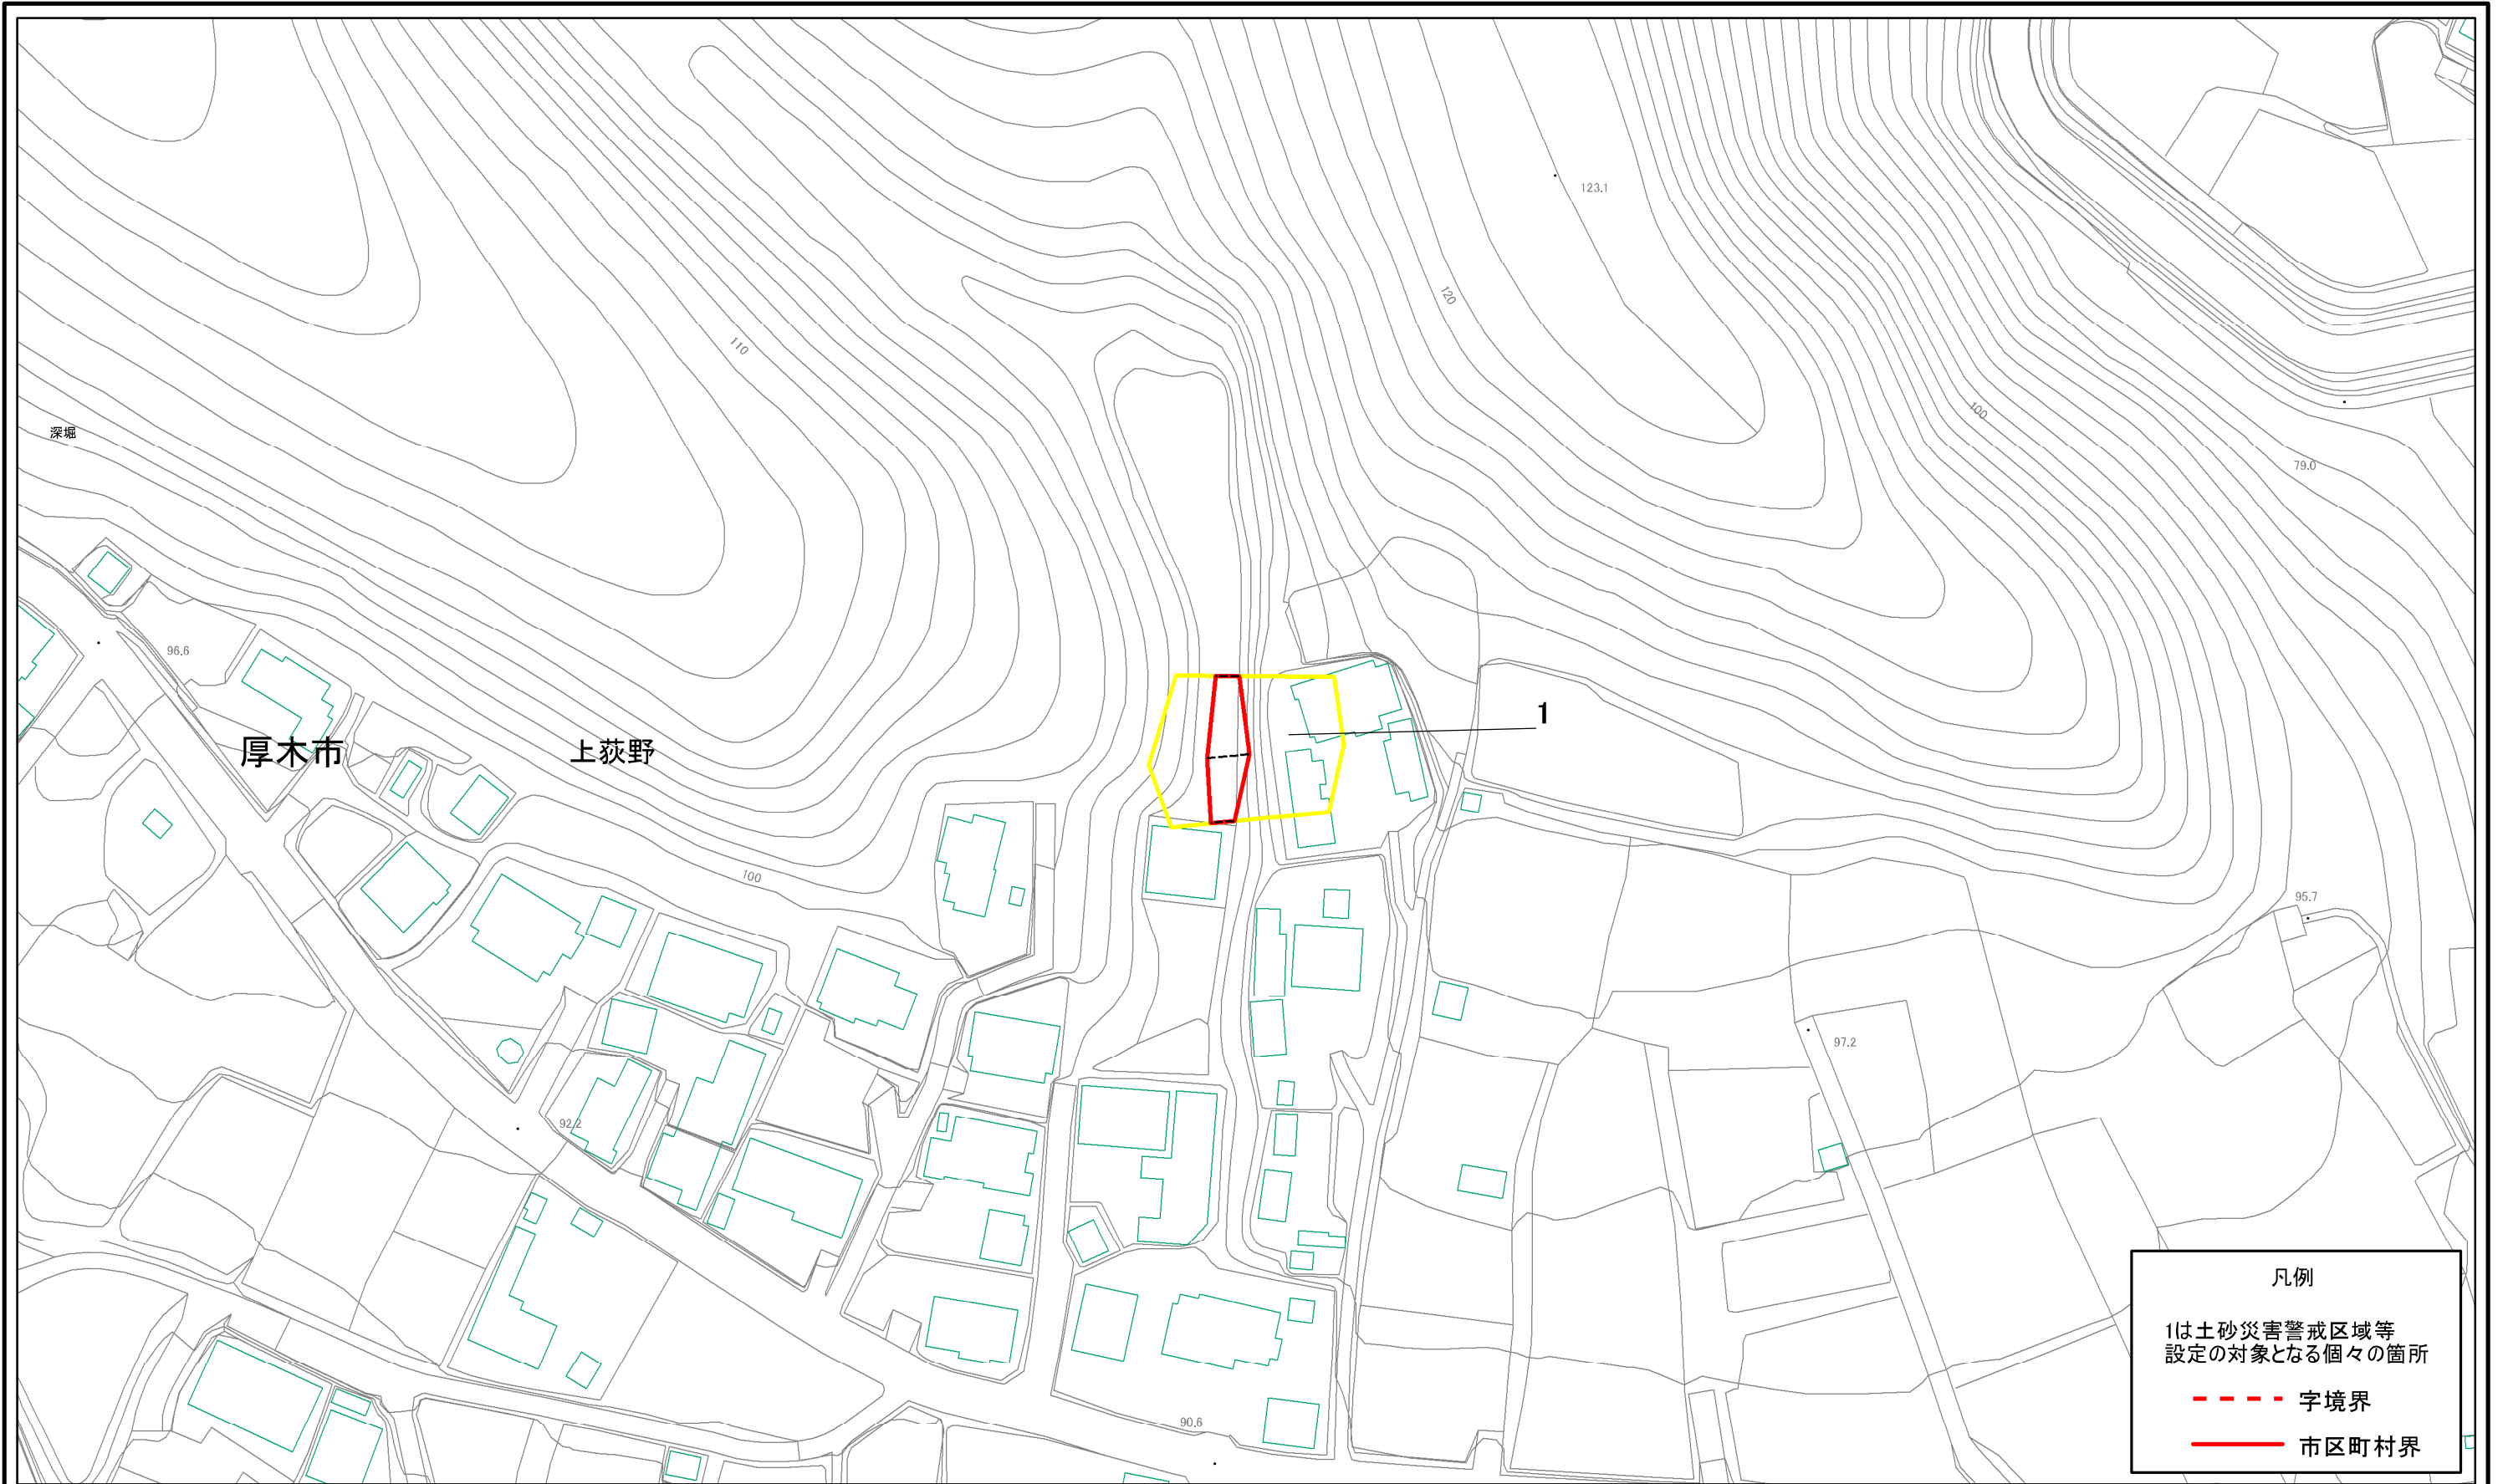 123.1
120
110
100
深堀
79.0
96.6
1
厚木市
上荻野
100
95.7
97.2
92.2
90.6
凡例
1は土砂災害警戒区域等
設定の対象となる個々の箇所
字境界
市区町村界